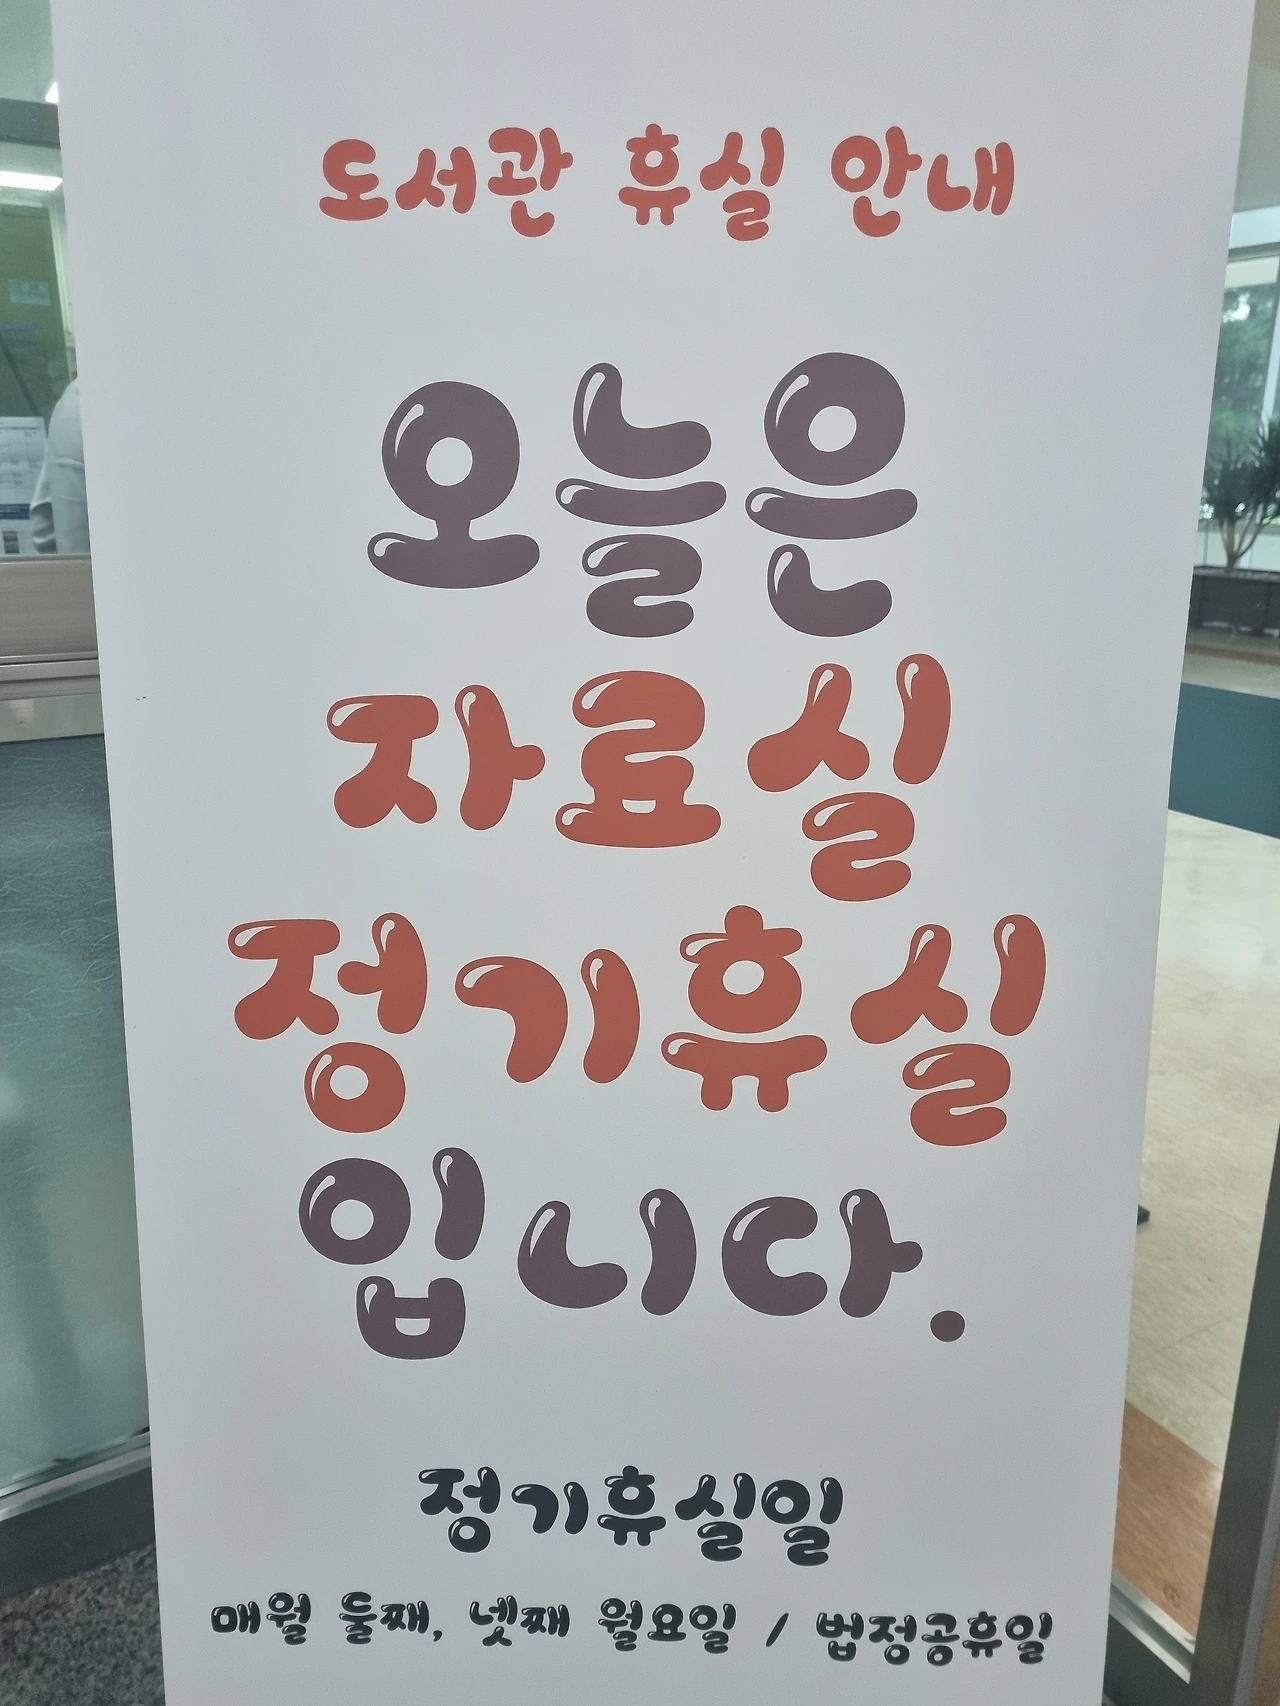 도서관 휴실 안내
오늘은
자료실
정기휴실
입니다.
정기휴실일
매월 둘째, 넷째 월요일 / 법정공휴일